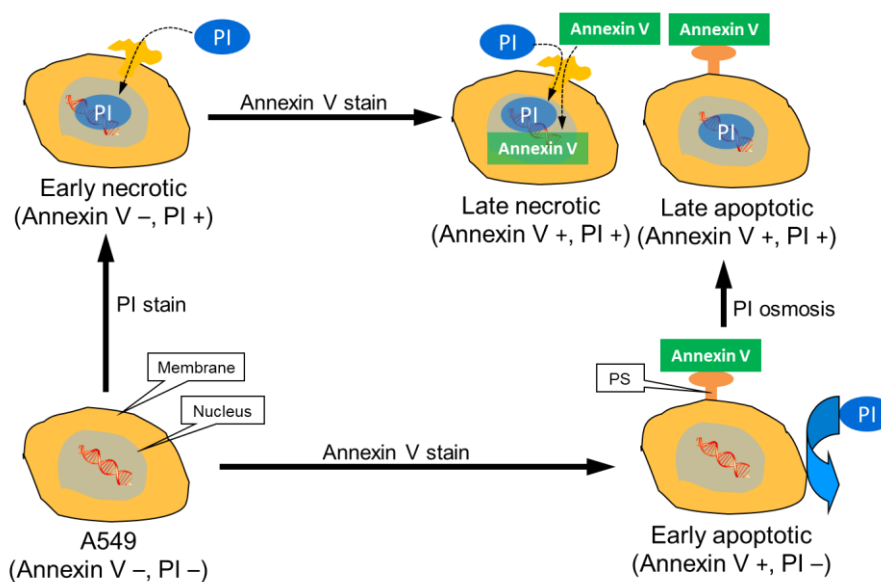 PI
Annexin V
Annexin V
PI
PI
PI
Annexin V stain
PI
Annexin V
Early necrotic
(Annexin V –, PI +)
Late necrotic
(Annexin V +, PI +)
Late apoptotic
(Annexin V +, PI +)
PI stain
PI osmosis
Annexin V
Membrane
PS
Nucleus
PI
Annexin V stain
A549
(Annexin V –, PI –)
Early apoptotic
(Annexin V +, PI –)